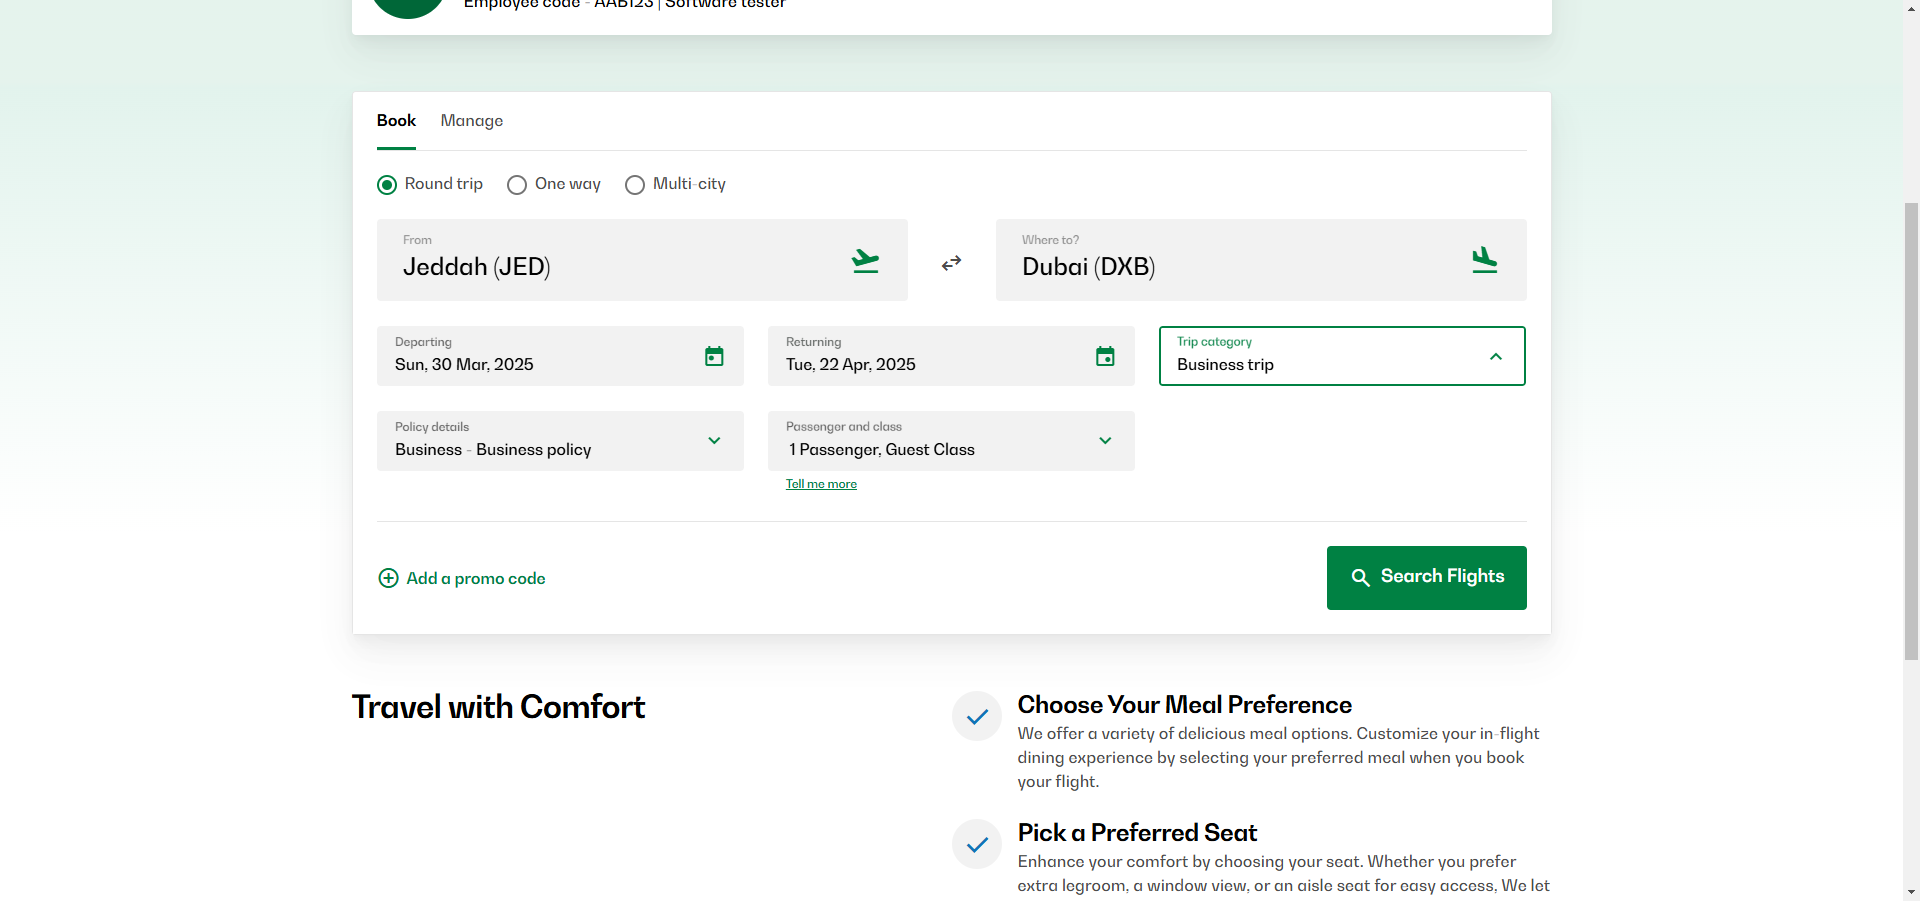 Employee code - AAB123 | Software tester
Book
Manage
Round trip
One way
Multi-city
From
Jeddah (JED)
Where to?
Dubai (DXB)
Departing
Sun, 30 Mar, 2025
Returning
Tue, 22 Apr, 2025
Trip category
Business trip
Policy details
Business - Business policy
Passenger and class
1 Passenger, Guest Class
Tell me more
Add a promo code
Search Flights
Travel with Comfort
Choose Your Meal Preference
We offer a variety of delicious meal options. Customize your in-flight
dining experience by selecting your preferred meal when you book
your flight.
Pick a Preferred Seat
Enhance your comfort by choosing your seat. Whether you prefer
extra legroom, a window view, or an aisle seat for easy access, We let